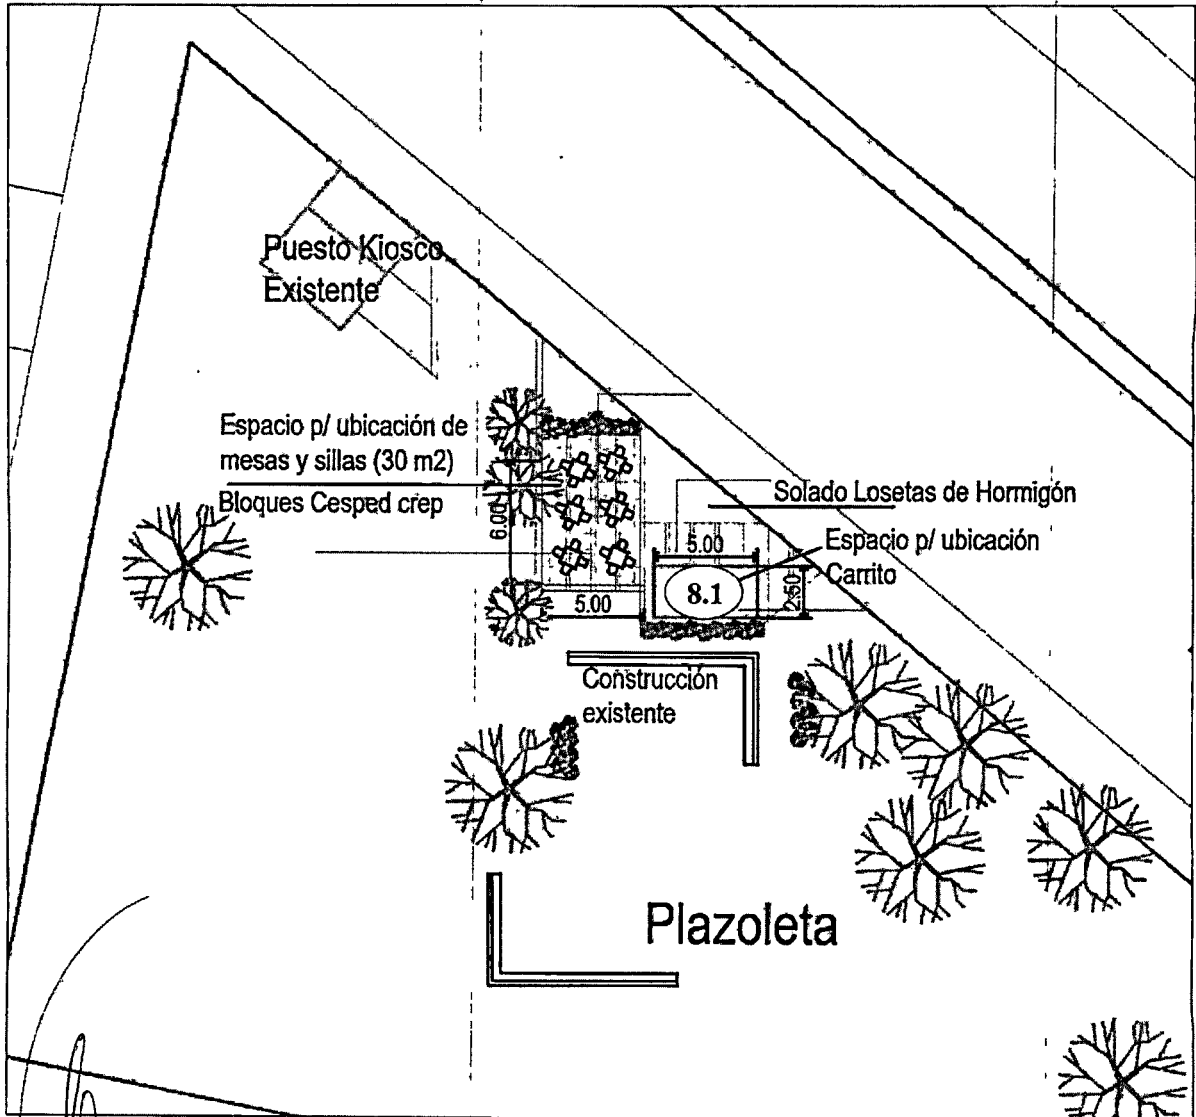 Puesto Kiosco
Existente
Espacio p/ ubicación de
mesas y sillas (30 m2)
Bloques Cesped crep
6.00
5.00
Solado Losetas de Hormigón
5.00
Espacio p/ ubicación
Carrito
8.1
2.50
Construcción
existente
Plazoleta